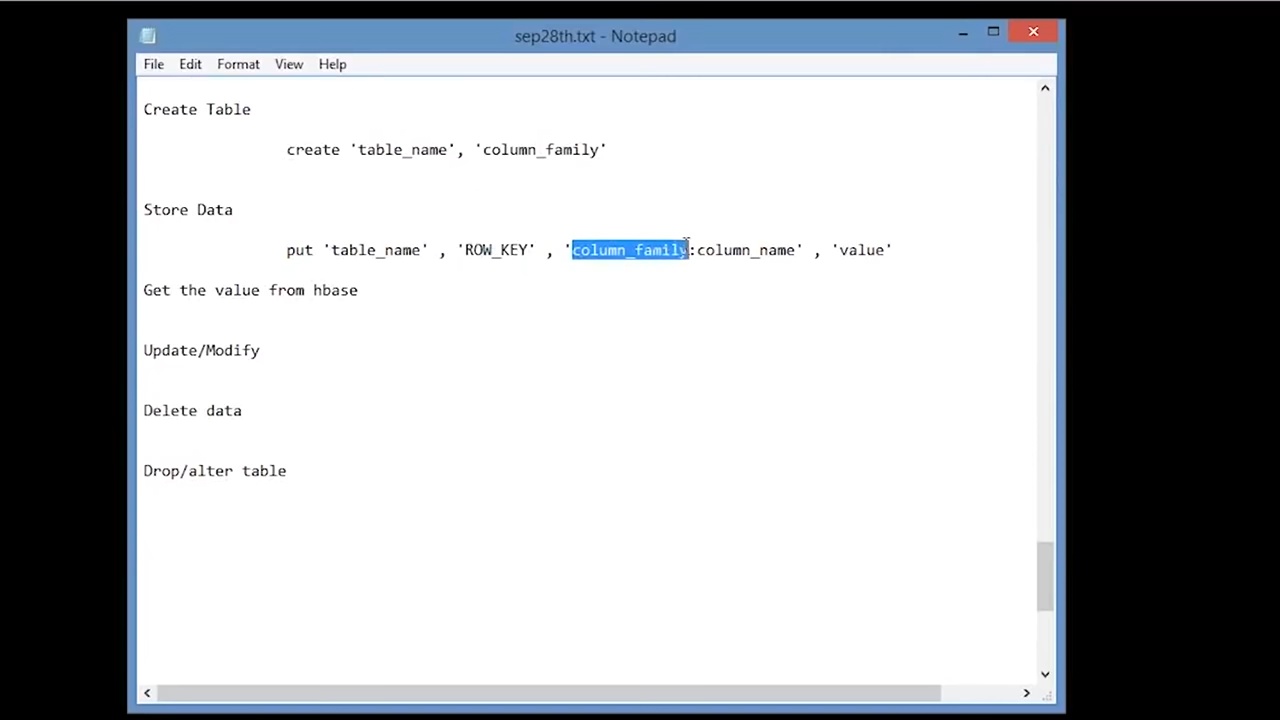 sep28th.txt - Notepad
File Edit Format View Help
Create Table
create 'table_name', 'column_family'
Store Data
put 'table_name' , 'ROW_KEY' , 'column_family:column_name' , 'value'
Get the value from hbase
Update/Modify
Delete data
Drop/alter table